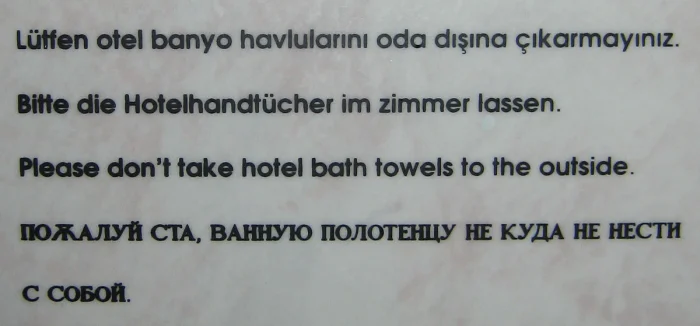 Lütfen otel banyo havlularını oda dışına çıkarmayınız.
Bitte die Hotelhandtücher im zimmer lassen.
Please don't take hotel bath towels to the outside.
ПОЖАЛУЙ СТА, ВАННУЮ ПОЛОТЕНЦУ НЕ КУДА НЕ НЕСТИ
С СОБОЙ.